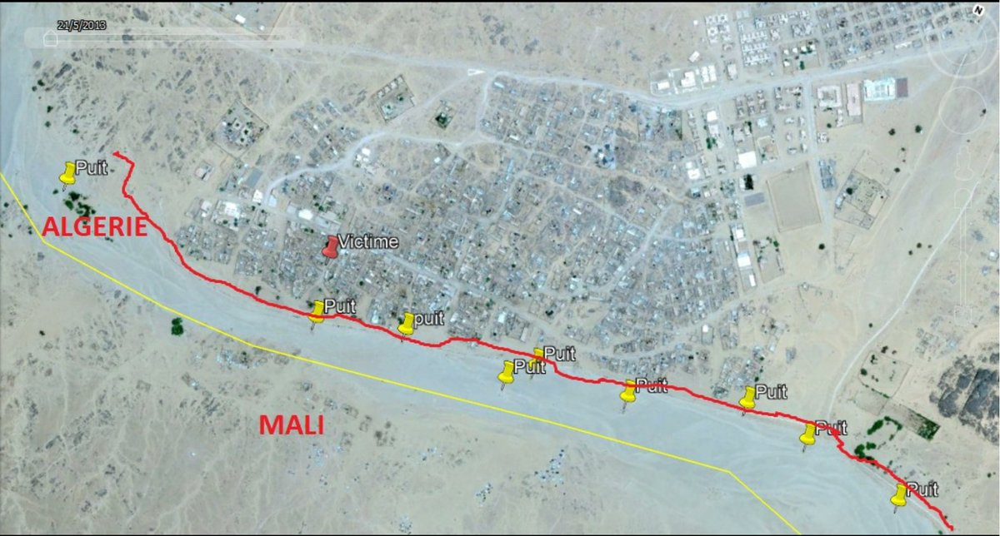 21/5/2013
N
Puit
ALGERIE
Victime
Puit
puit
Puit
Puit
Puit
Puit
Puit
MALI
Puit